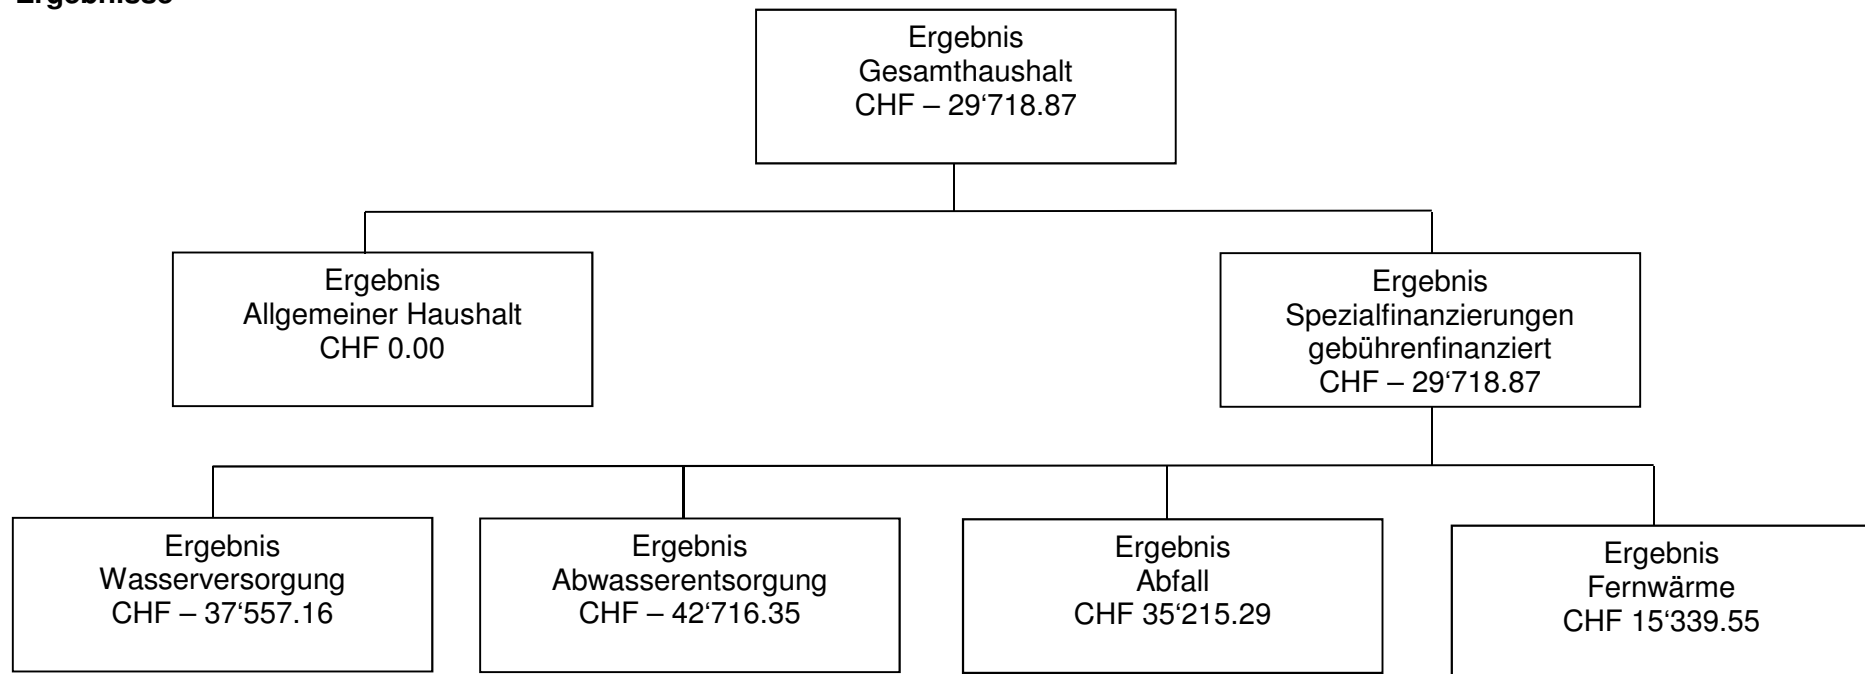 Ergebnisse
Ergebnis
Gesamthaushalt
CHF – 29‘718.87
Ergebnis
Allgemeiner Haushalt
CHF 0.00
Ergebnis
Spezialfinanzierungen
gebührenfinanziert
CHF – 29‘718.87
Ergebnis
Wasserversorgung
CHF – 37‘557.16
Ergebnis
Abwasserentsorgung
CHF – 42‘716.35
Ergebnis
Abfall
CHF 35‘215.29
Ergebnis
Fernwärme
CHF 15‘339.55